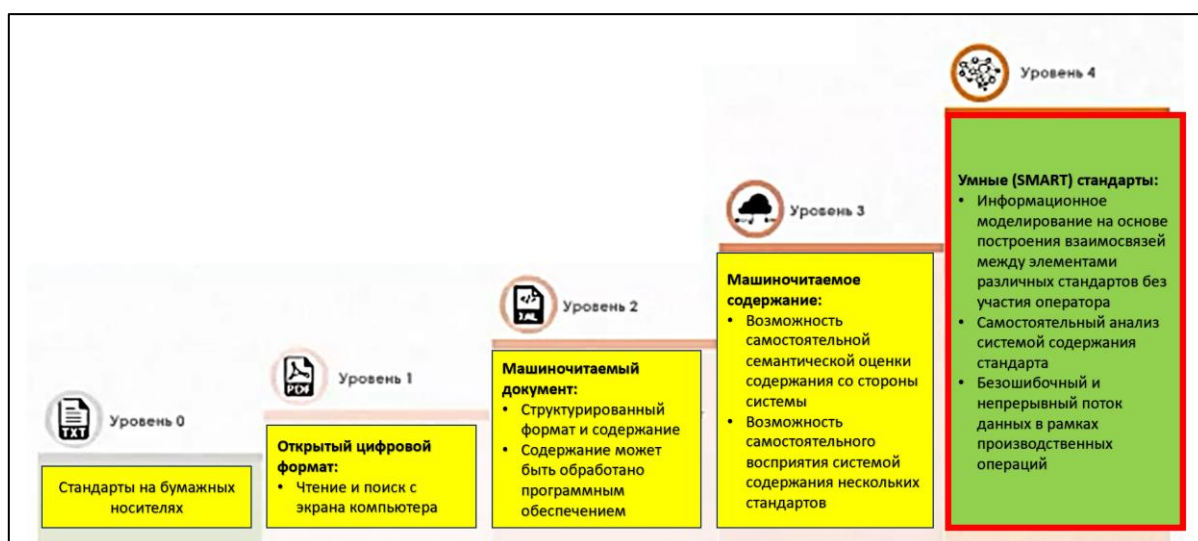 TXT
Уровень 0
Стандарты на бумажных
носителях
PDF
Уровень 1
Открытый цифровой
формат:
• Чтение и поиск с
экрана компьютера
</>
Уровень 2
Машиночитаемый
документ:
• Структурированный
формат и содержание
• Содержание может
быть обработано
программным
обеспечением
Уровень 3
Машиночитаемое
содержание:
• Возможность
самостоятельной
семантической оценки
содержания со стороны
системы
• Возможность
самостоятельного
восприятия системой
содержания нескольких
стандартов
Уровень 4
Умные (SMART) стандарты:
• Информационное
моделирование на основе
построения взаимосвязей
между элементами
различных стандартов без
участия оператора
• Самостоятельный анализ
системой содержания
стандарта
• Безошибочный и
непрерывный поток
данных в рамках
производственных
операций